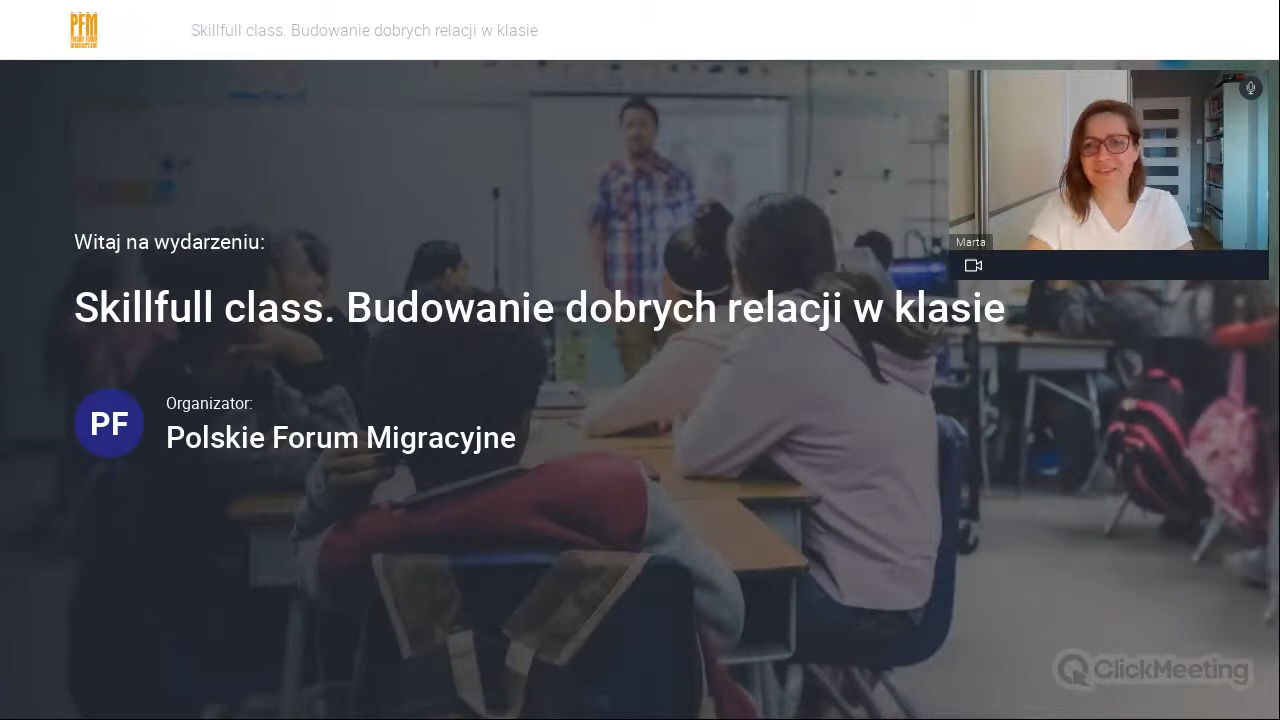 PFM
Skillfull class. Budowanie dobrych relacji w klasie
Marta
Witaj na wydarzeniu:
Skillfull class. Budowanie dobrych relacji w klasie
PF
Organizator:
Polskie Forum Migracyjne
ClickMeeting